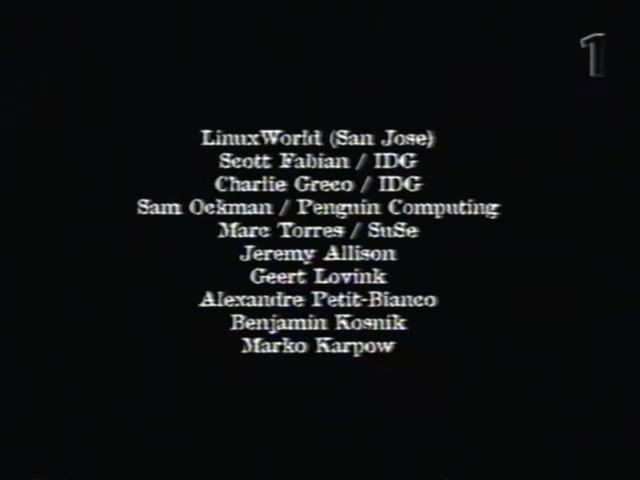 1
LinuxWorld (San Jose)
Scott Fabian / IDG
Charlie Greco / IDG
Sam Ockman / Penguin Computing
Marc Torres / SuSe
Jeremy Allison
Geert Lovink
Alexandre Petit-Bianco
Benjamin Kosnik
Marko Karpow